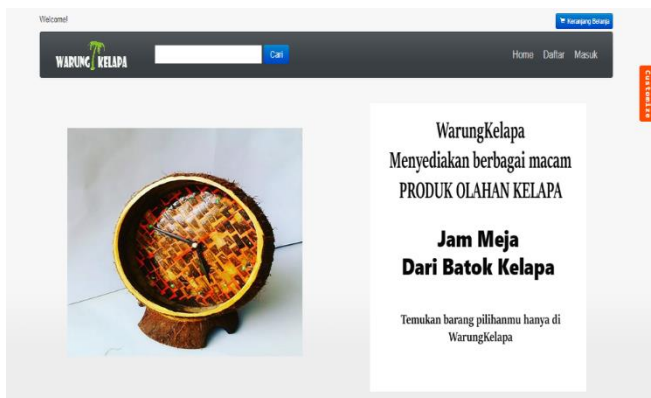 Welcome!
Keranjang Belanja
WARUNG KELAPA
Cari
Home Daftar Masuk
Customize
WarungKelapa
Menyediakan berbagai macam
PRODUK OLAHAN KELAPA
Jam Meja
Dari Batok Kelapa
Temukan barang pilihanmu hanya di
WarungKelapa